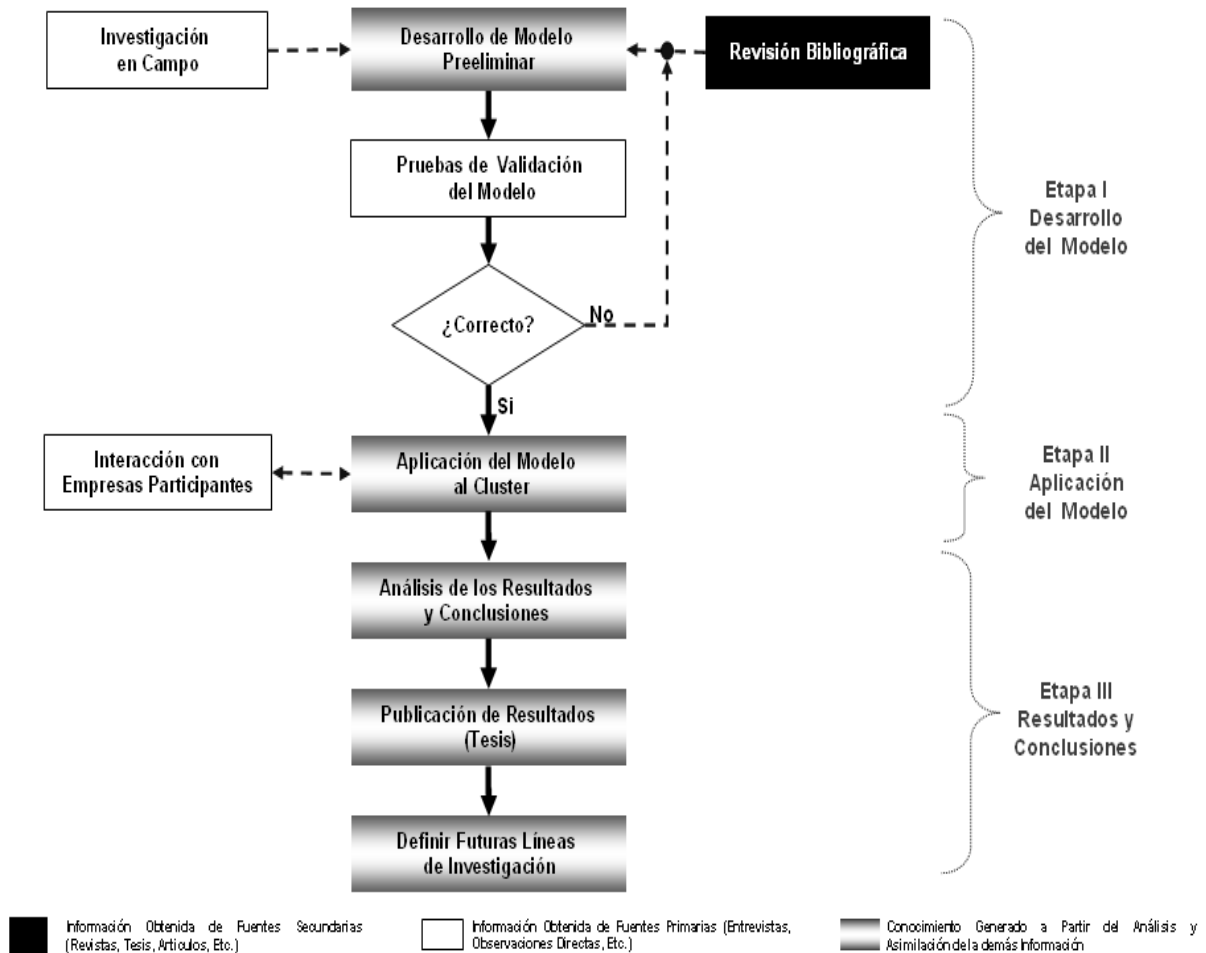 Investigación
en Campo
Desarrollo de Modelo
Preeliminar
Revisión Bibliográfica
Pruebas de Validación
del Modelo
Etapa I
Desarrollo
del Modelo
¿Correcto?
No
Si
Interacción con
Empresas Participantes
Aplicación del Modelo
al Cluster
Etapa II
Aplicación
del Modelo
Análisis de los Resultados
y Conclusiones
Publicación de Resultados
(Tesis)
Etapa III
Resultados y
Conclusiones
Definir Futuras Líneas
de Investigación
Información Obtenida de Fuentes Secundarias
(Revistas, Tesis, Articulos, Etc.)
Información Obtenida de Fuentes Primarias (Entrevistas,
Observaciones Directas, Etc.)
Conocimiento Generado a Partir del Análisis y
Asimilación de la demás Información